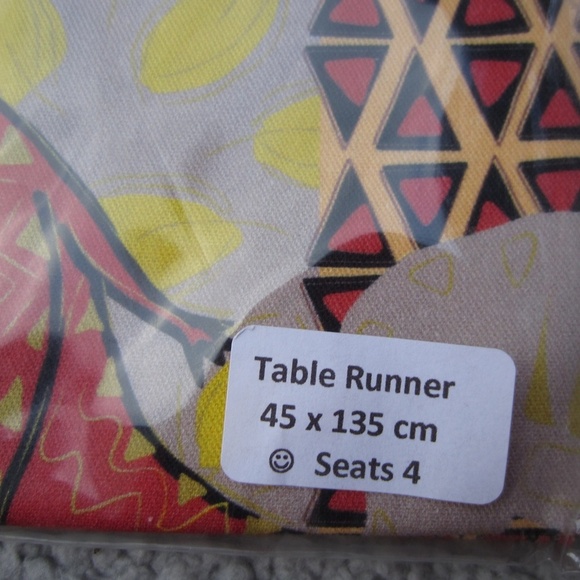 Table Runner
45 x 135 cm
☺ Seats 4